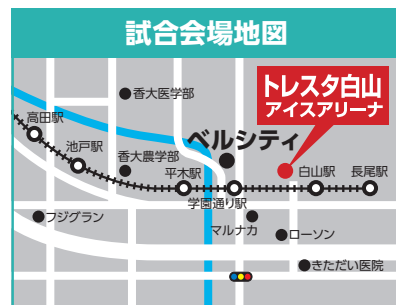 試合会場地図
トレスタ白山
アイスアリーナ
香大医学部
高田駅
ベルシティ
池戸駅
香大農学部
平木駅
白山駅
長尾駅
学園通り駅
フジグラン
マルナカ
ローソン
きただい医院